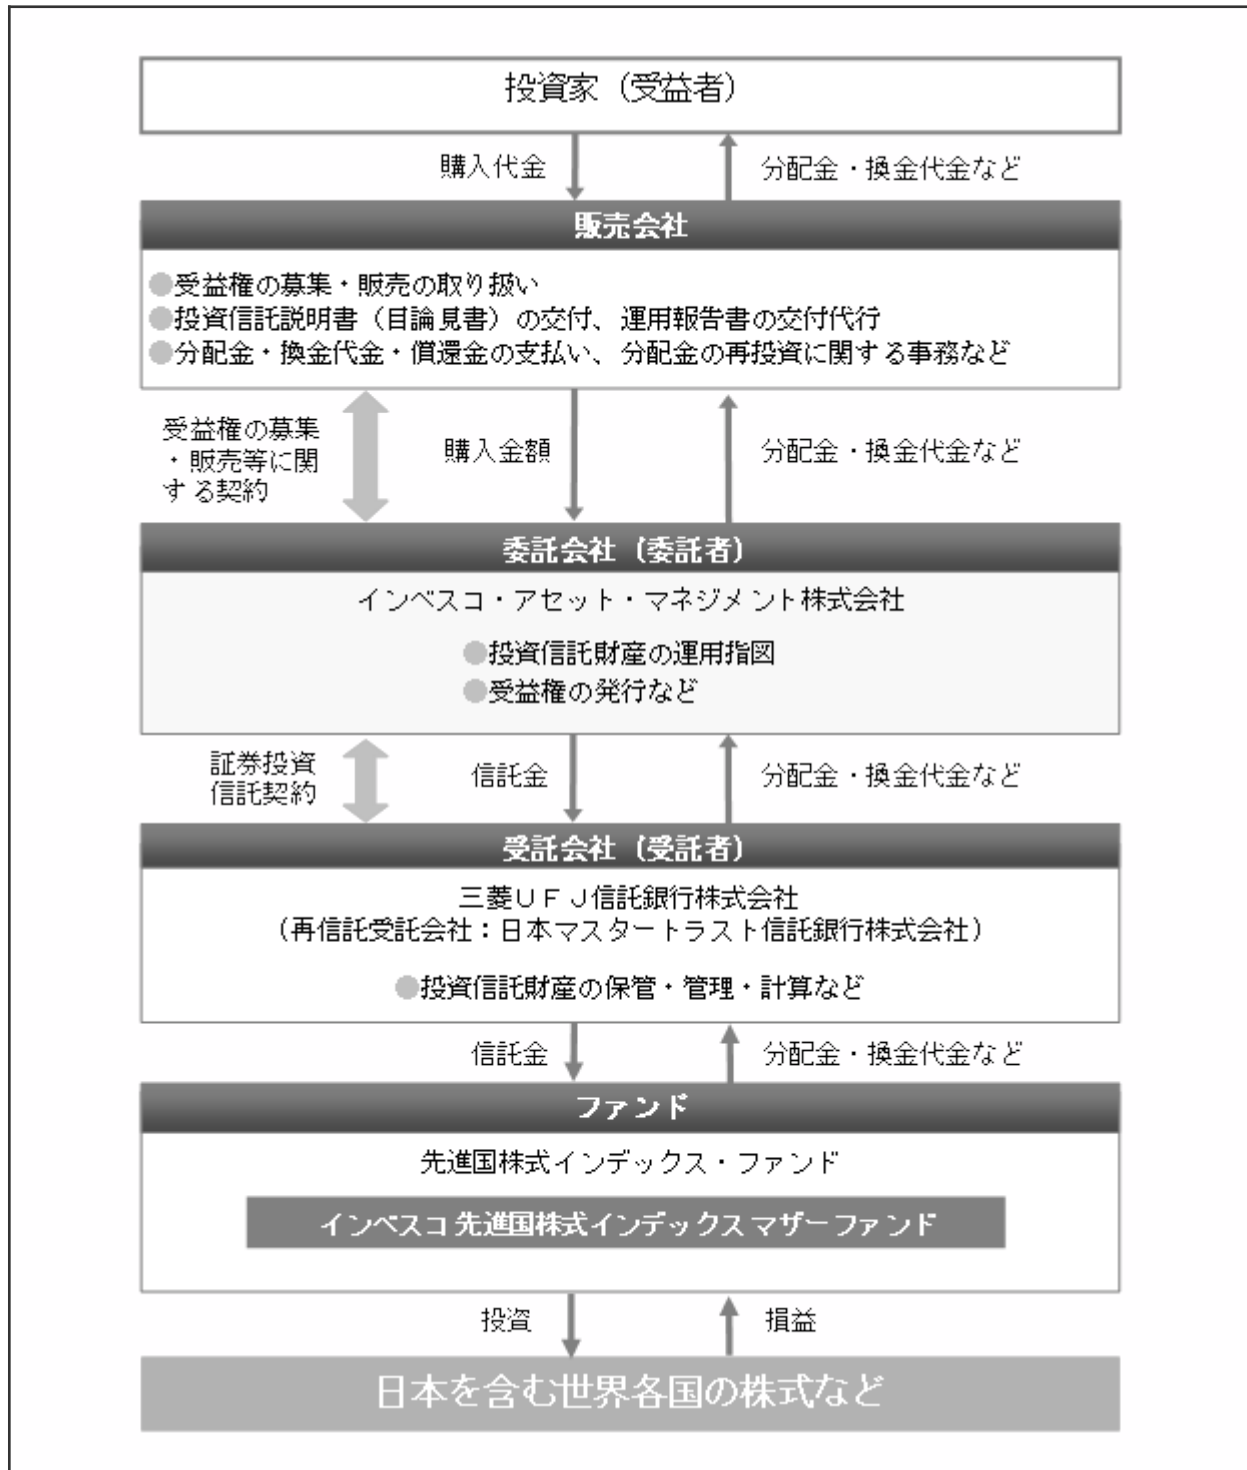 投資家（受益者）
購入代金
分配金・換金代金など
販売会社
●受益権の募集・販売の取り扱い
●投資信託説明書（目論見書）の交付、運用報告書の交付代行
●分配金・換金代金・償還金の支払い、分配金の再投資に関する事務など
受益権の募集
・販売等に関
する契約
購入金額
分配金・換金代金など
委託会社（委託者）
インベスコ・アセット・マネジメント株式会社
●投資信託財産の運用指図
●受益権の発行など
証券投資
信託契約
信託金
分配金・換金代金など
受託会社（受託者）
三菱ＵＦＪ信託銀行株式会社
（再信託受託会社：日本マスタートラスト信託銀行株式会社）
●投資信託財産の保管・管理・計算など
信託金
分配金・換金代金など
ファンド
先進国株式インデックス・ファンド
インベスコ 先進国株式インデックス マザーファンド
投資
損益
日本を含む世界各国の株式など